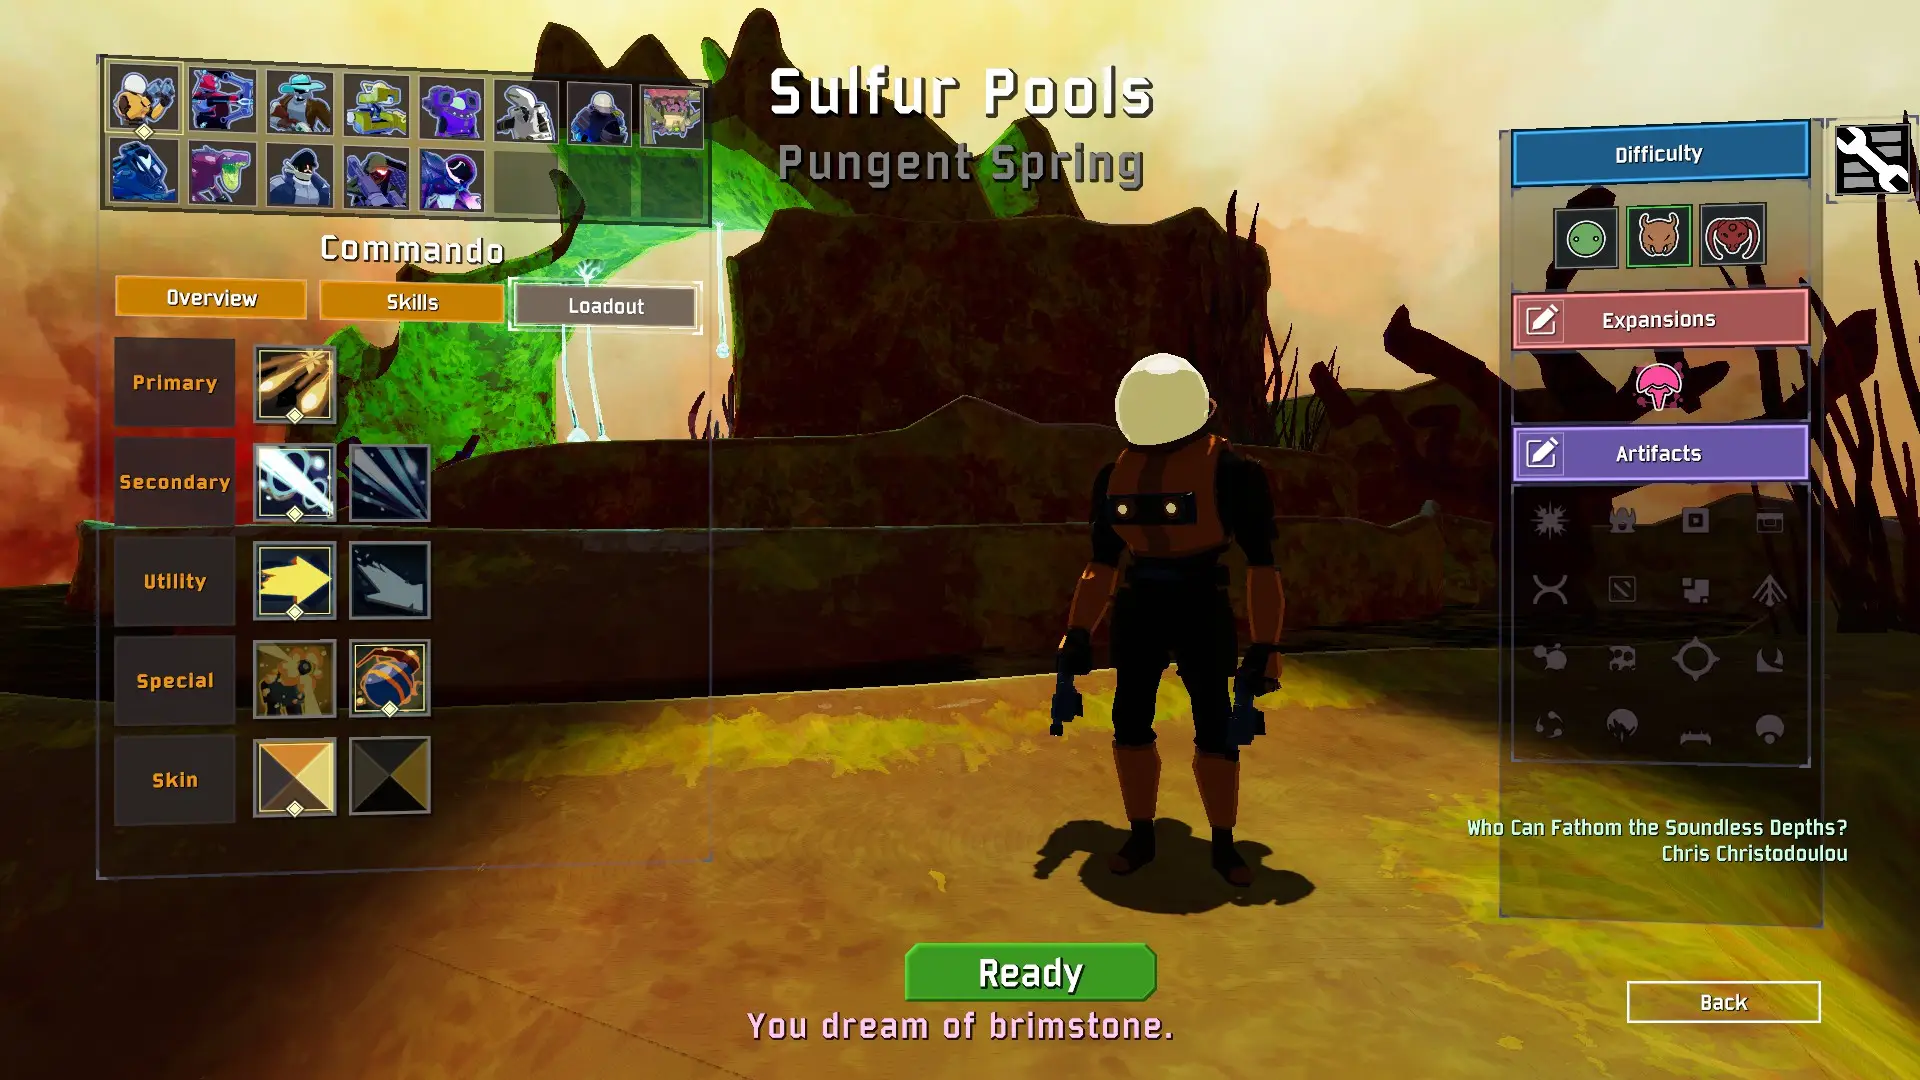 Sulfur Pools
Pungent Spring
Commando
Overview
Skills
Loadout
Primary
Secondary
Utility
Special
Skin
Difficulty
Expansions
Artifacts
Who Can Fathom the Soundless Depths?
Chris Christodoulou
Ready
You dream of brimstone.
Back